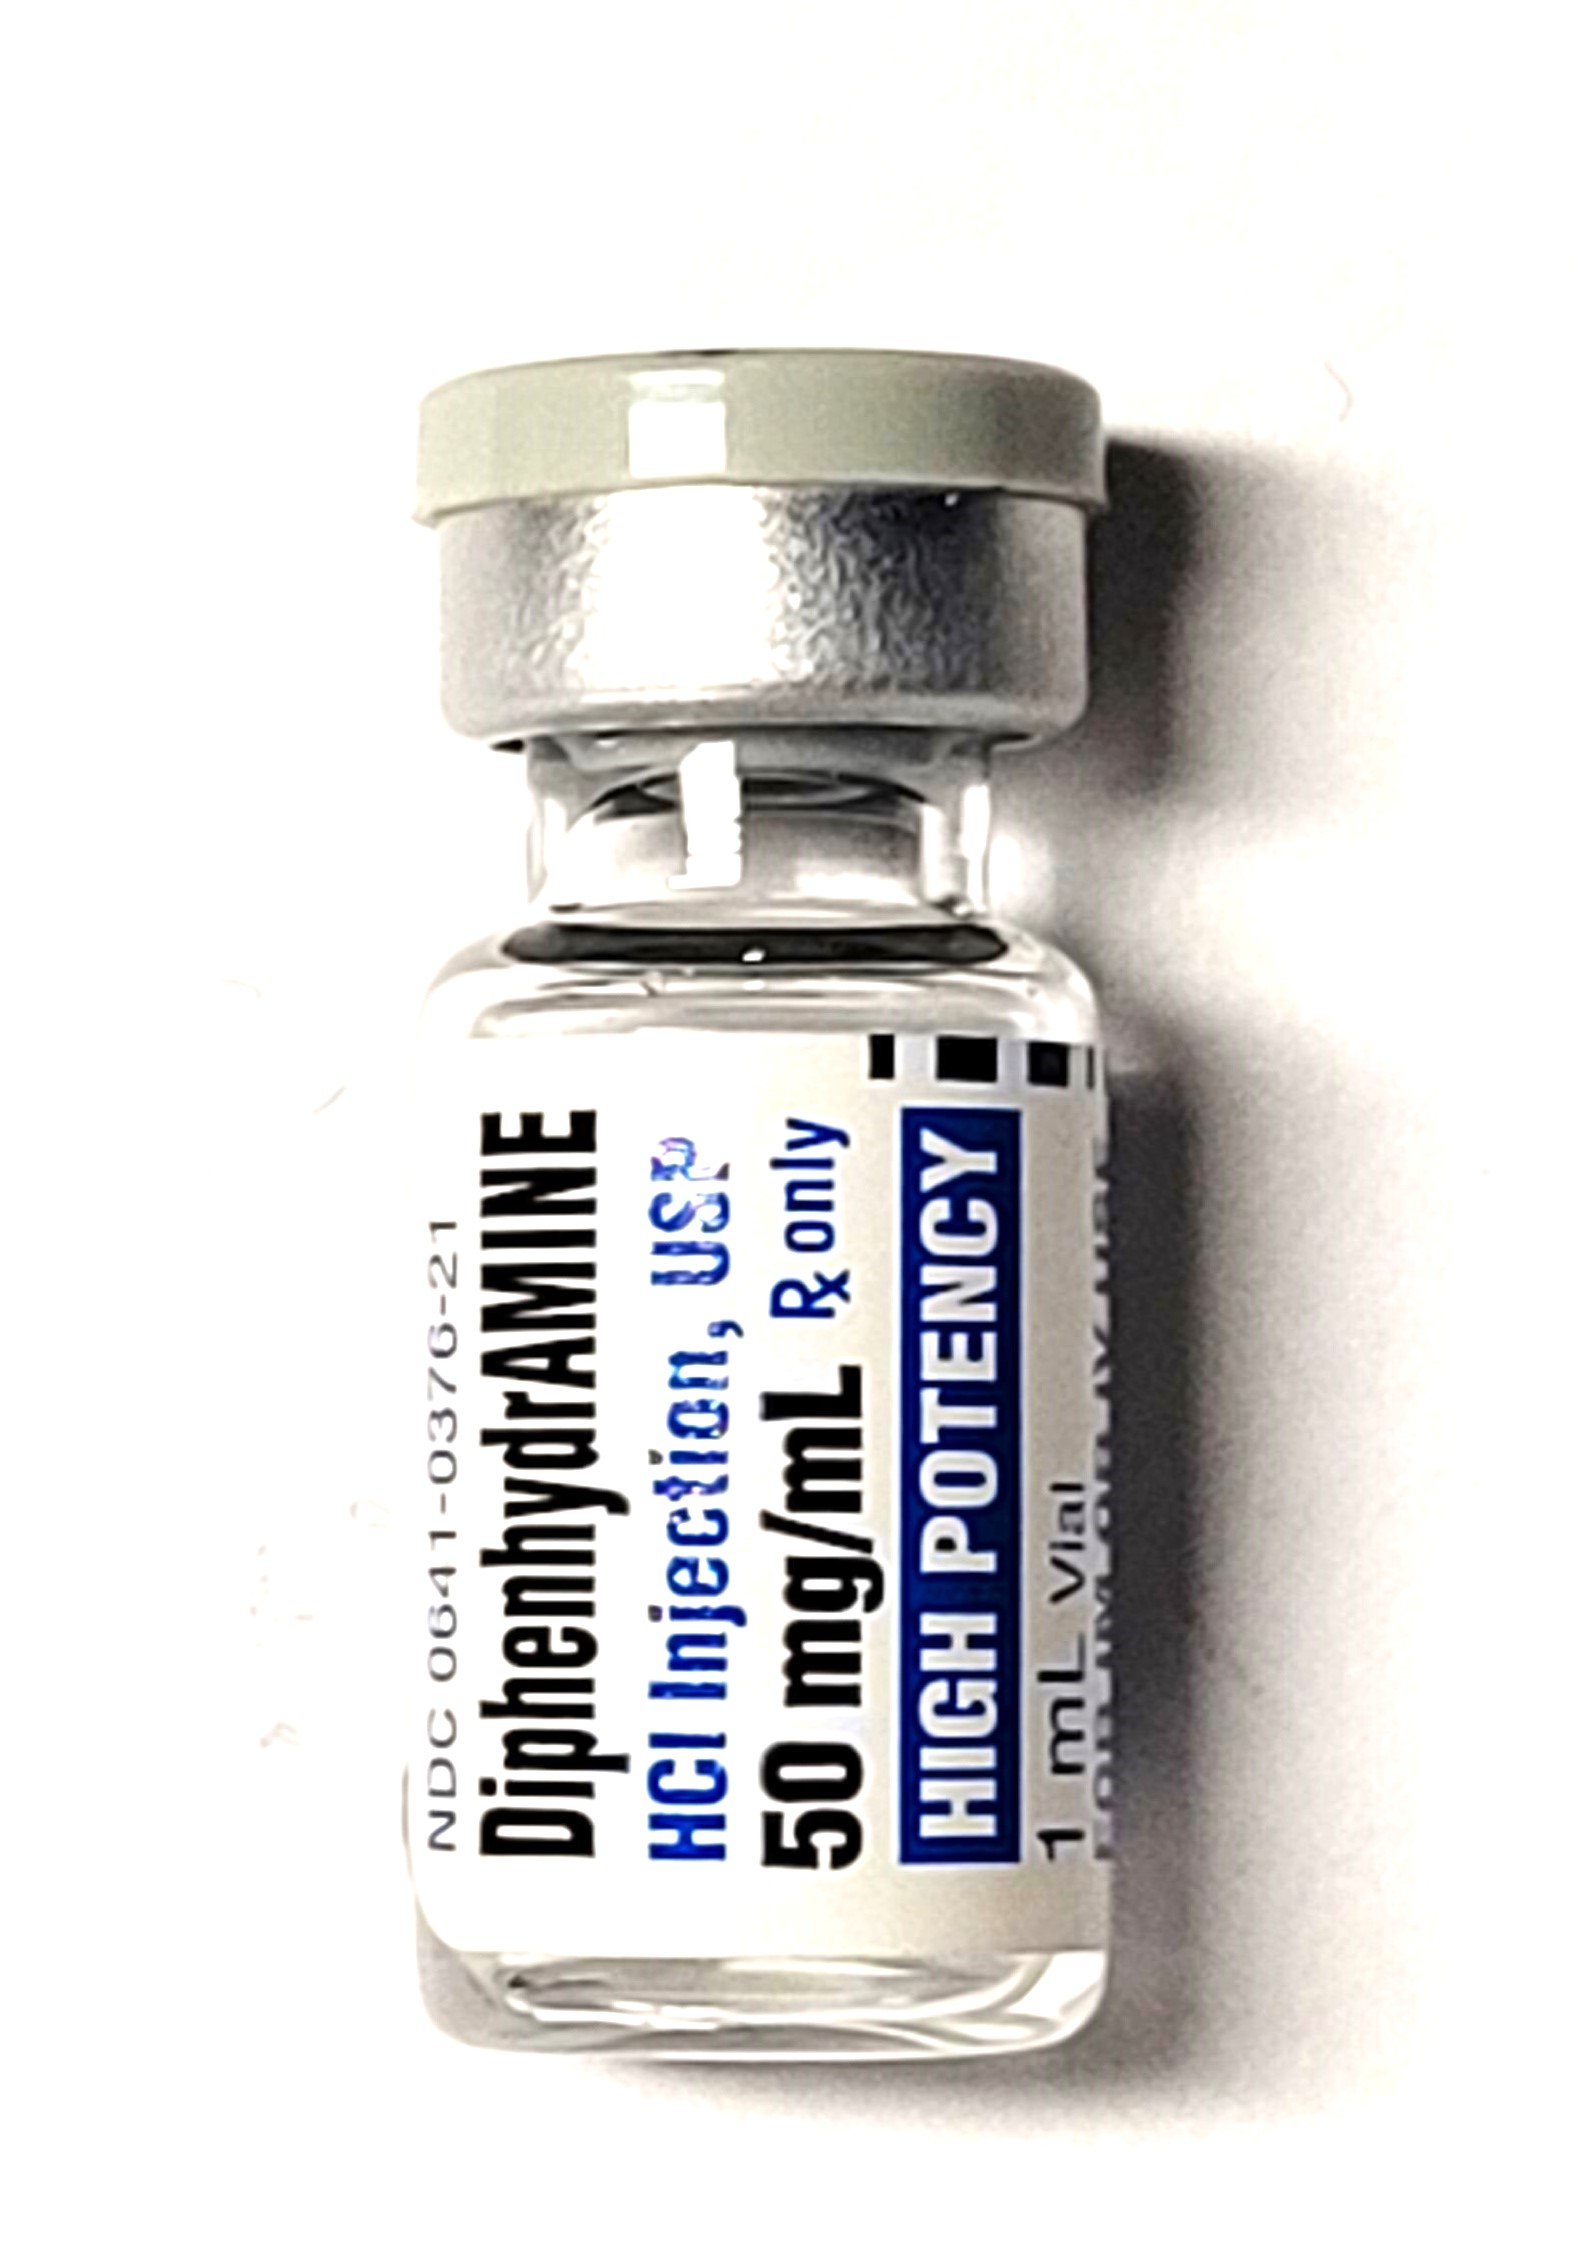 NDC 0641-0376-21
DiphenhydrAMINE
HCl Injection, USP
50 mg/mL Rx only
HIGH POTENCY
1 mL Vial